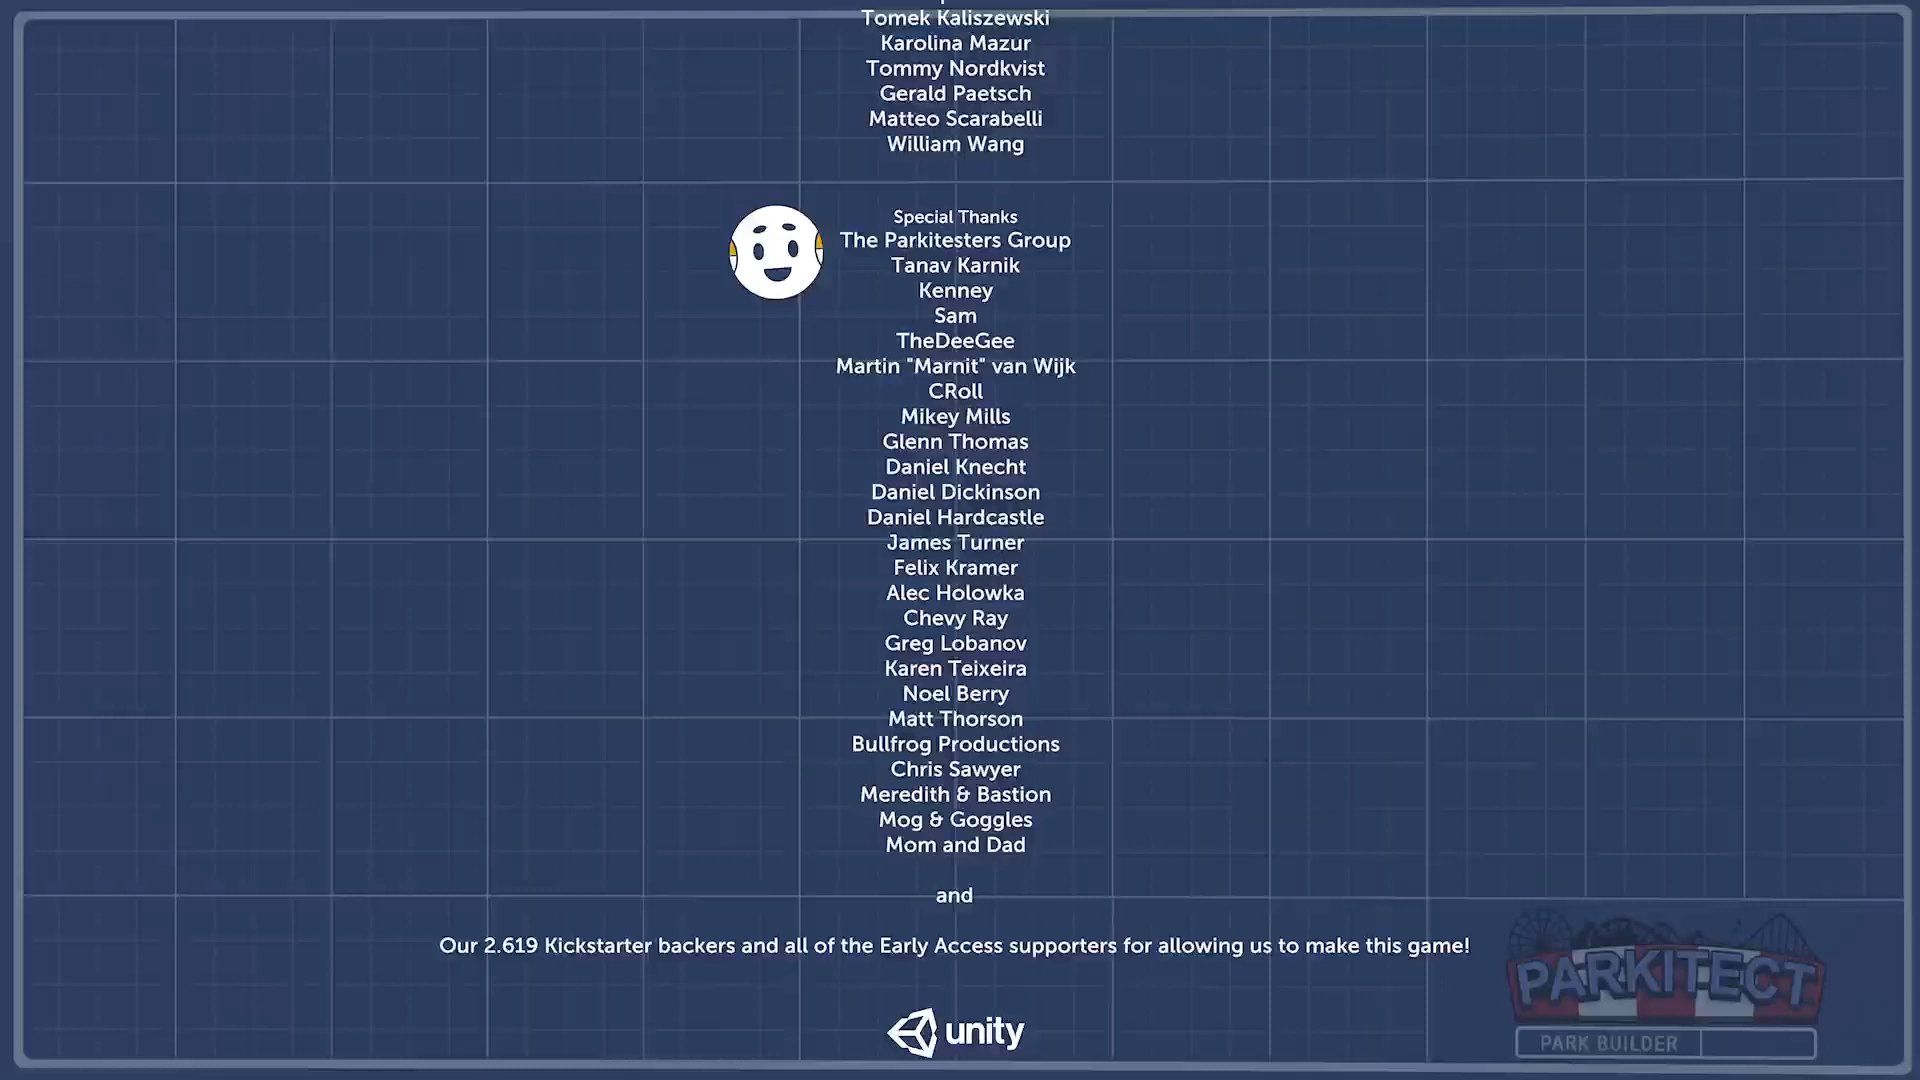 Tomek Kaliszewski
Karolina Mazur
Tommy Nordkvist
Gerald Paetsch
Matteo Scarabelli
William Wang
Special Thanks
The Parkitesters Group
Tanav Karnik
Kenney
Sam
TheDeeGee
Martin "Marnit" van Wijk
CRoll
Mikey Mills
Glenn Thomas
Daniel Knecht
Daniel Dickinson
Daniel Hardcastle
James Turner
Felix Kramer
Alec Holowka
Chevy Ray
Greg Lobanov
Karen Teixeira
Noel Berry
Matt Thorson
Bullfrog Productions
Chris Sawyer
Meredith & Bastion
Mog & Goggles
Mom and Dad
and
Our 2.619 Kickstarter backers and all of the Early Access supporters for allowing us to make this game!
unity
PARKITECT
PARK BUILDER